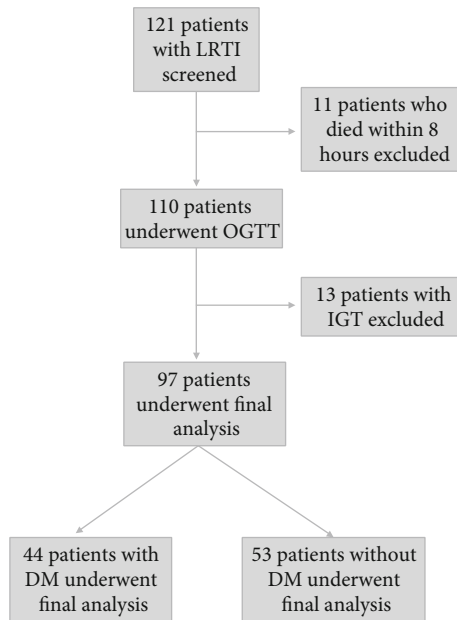 121 patients
with LRTI
screened
11 patients who
died within 8
hours excluded
110 patients
underwent OGTT
13 patients with
IGT excluded
97 patients
underwent final
analysis
44 patients with
DM underwent
final analysis
53 patients without
DM underwent
final analysis